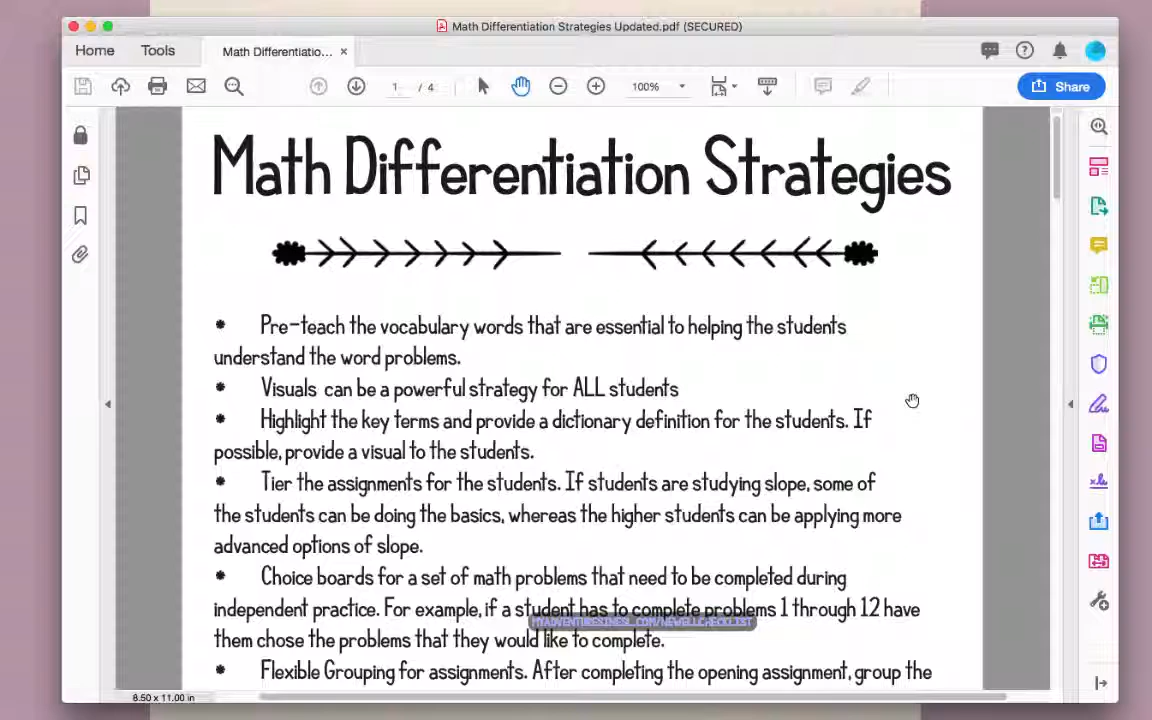 Math Differentiation Strategies Updated.pdf (SECURED)
Home Tools Math Differentiatio... ×
1 / 4 100% Share
Math Differentiation Strategies
Pre-teach the vocabulary words that are essential to helping the students
understand the word problems.
Visuals can be a powerful strategy for ALL students
Highlight the key terms and provide a dictionary definition for the students. If
possible, provide a visual to the students.
Tier the assignments for the students. If students are studying slope, some of
the students can be doing the basics, whereas the higher students can be applying more
advanced options of slope.
Choice boards for a set of math problems that need to be completed during
independent practice. For example, if a student has to complete problems 1 through 12 have
MYADVENTURESINESL.COM/NEWELLCHECKLIST
them chose the problems that they would like to complete.
Flexible Grouping for assignments. After completing the opening assignment, group the
8.50 x 11.00 in